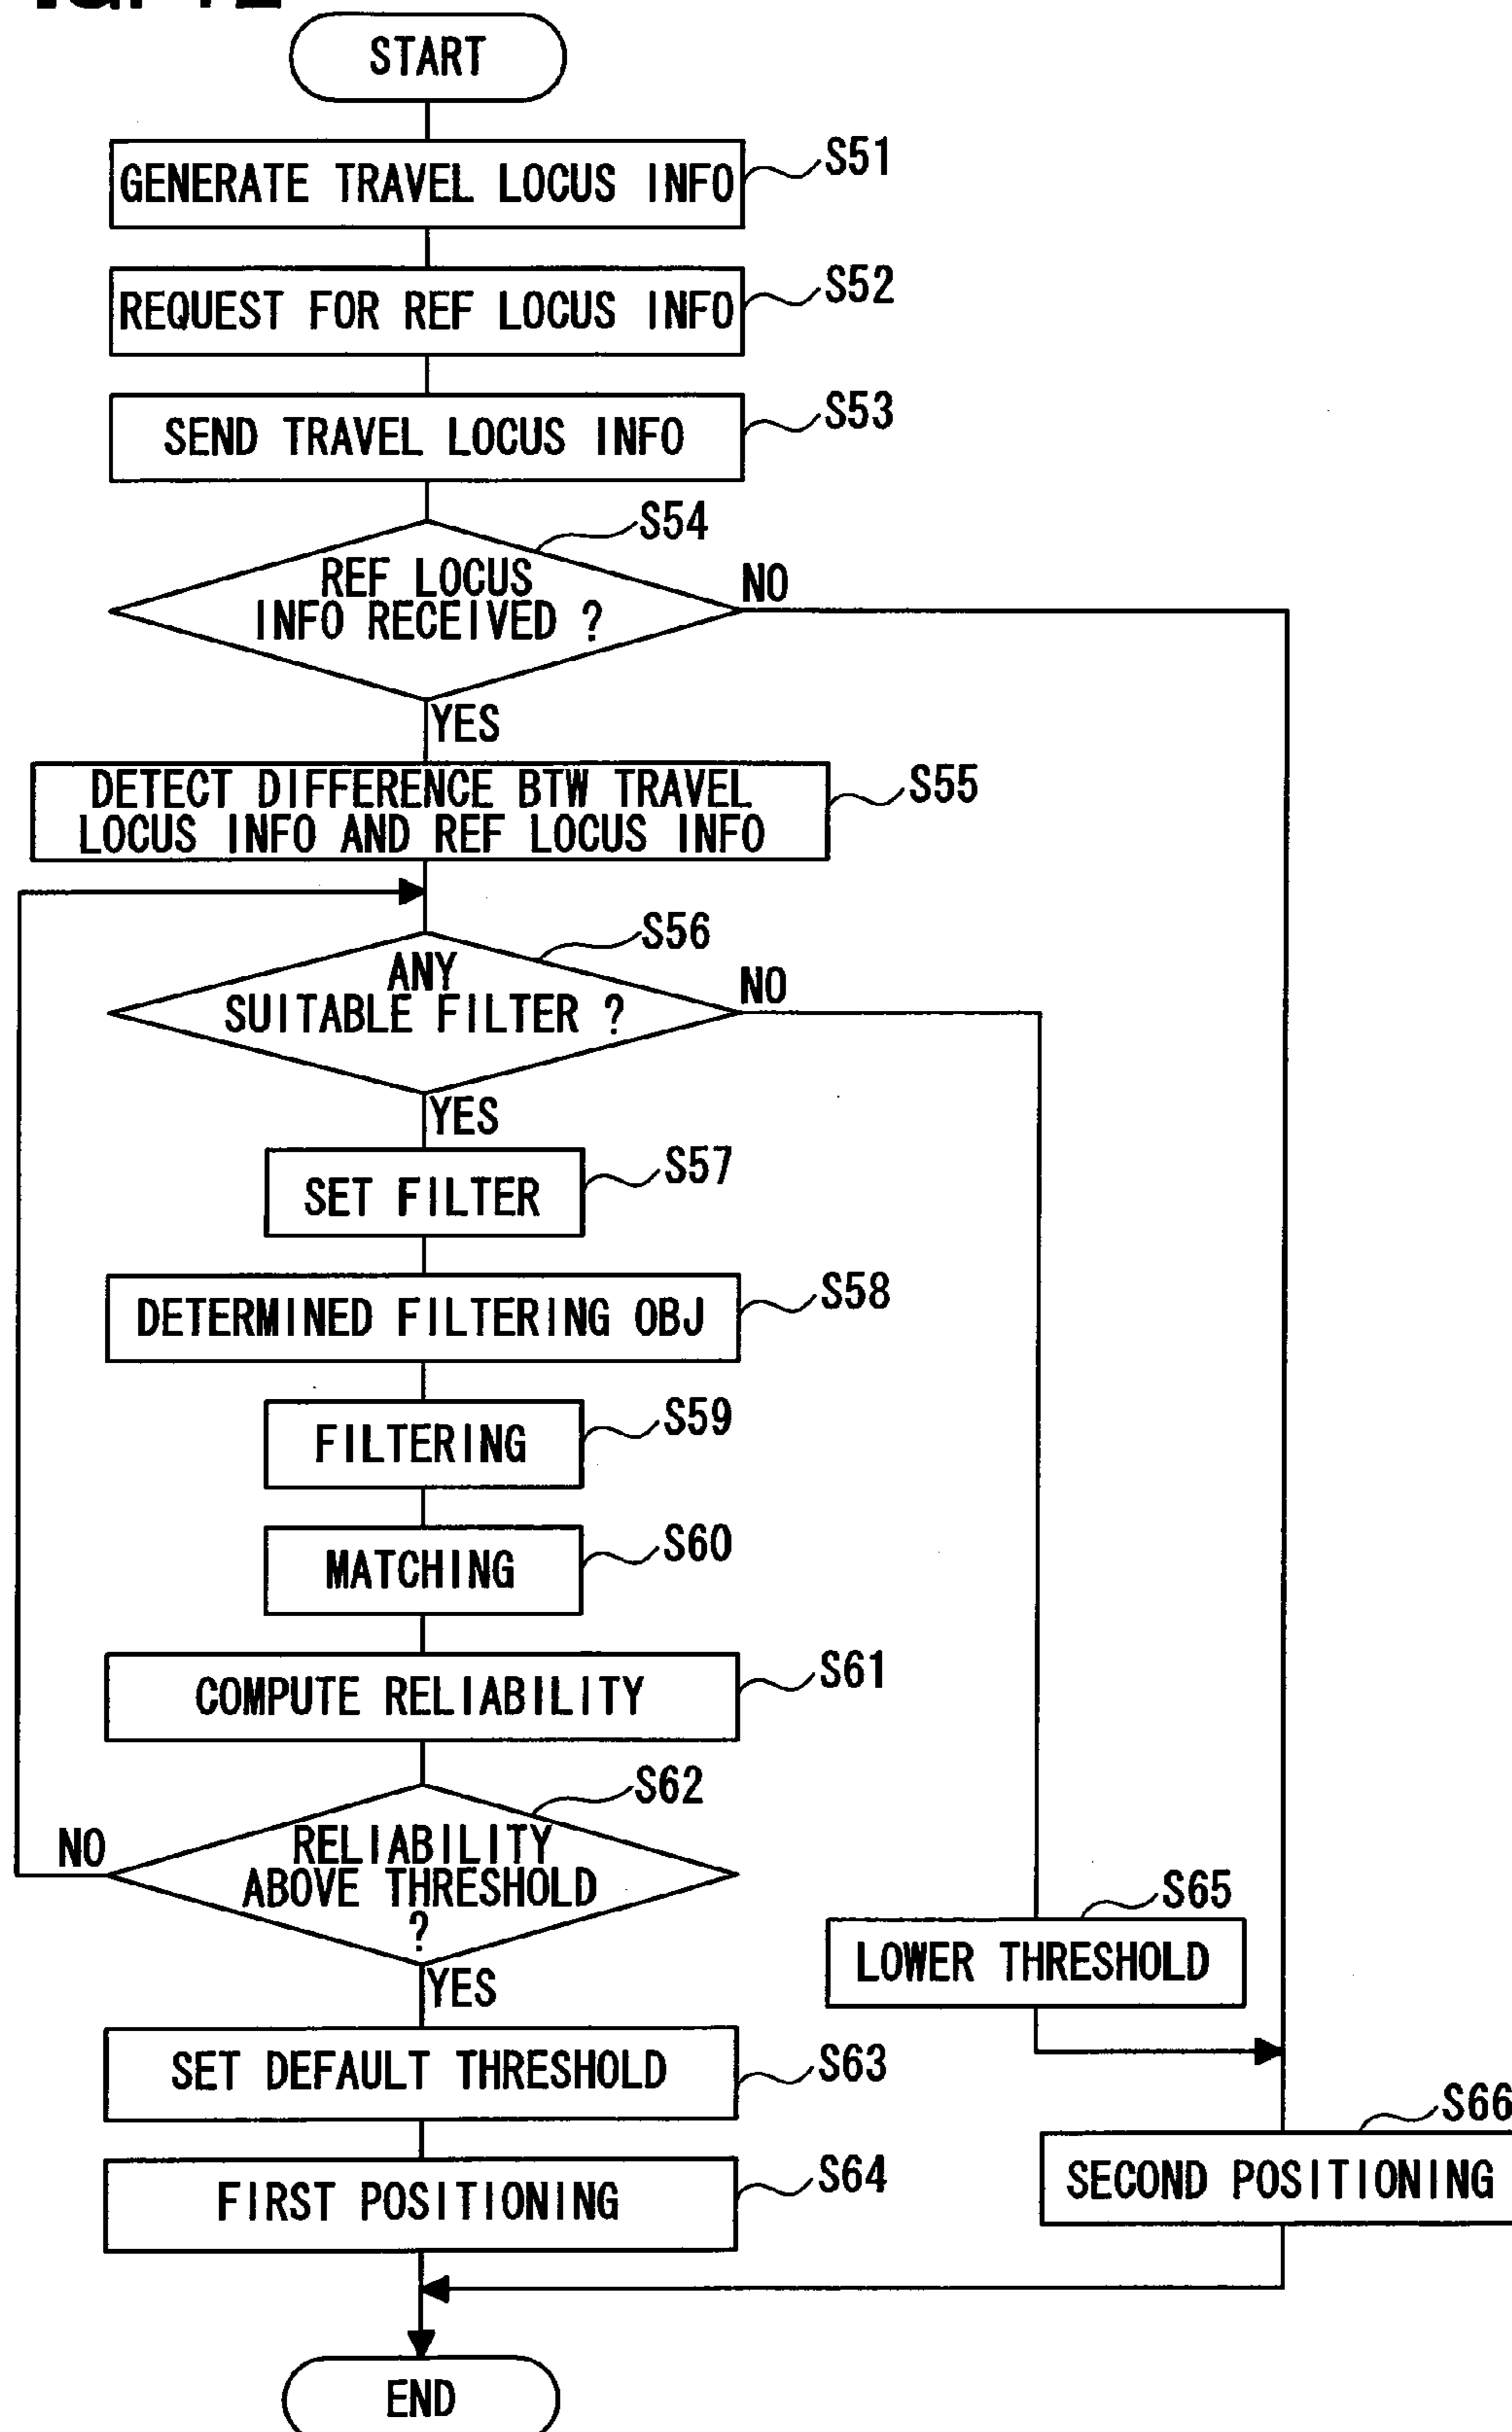 START
GENERATE TRAVEL LOCUS INFO
S51
REQUEST FOR REF LOCUS INFO
S52
SEND TRAVEL LOCUS INFO
S53
S54
REF LOCUS
INFO RECEIVED ?
NO
YES
DETECT DIFFERENCE BTW TRAVEL
LOCUS INFO AND REF LOCUS INFO
S55
S56
ANY
SUITABLE FILTER ?
NO
YES
SET FILTER
S57
DETERMINED FILTERING OBJ
S58
FILTERING
S59
MATCHING
S60
COMPUTE RELIABILITY
S61
S62
RELIABILITY
ABOVE THRESHOLD
?
NO
YES
S65
LOWER THRESHOLD
SET DEFAULT THRESHOLD
S63
S66
SECOND POSITIONING
FIRST POSITIONING
S64
END